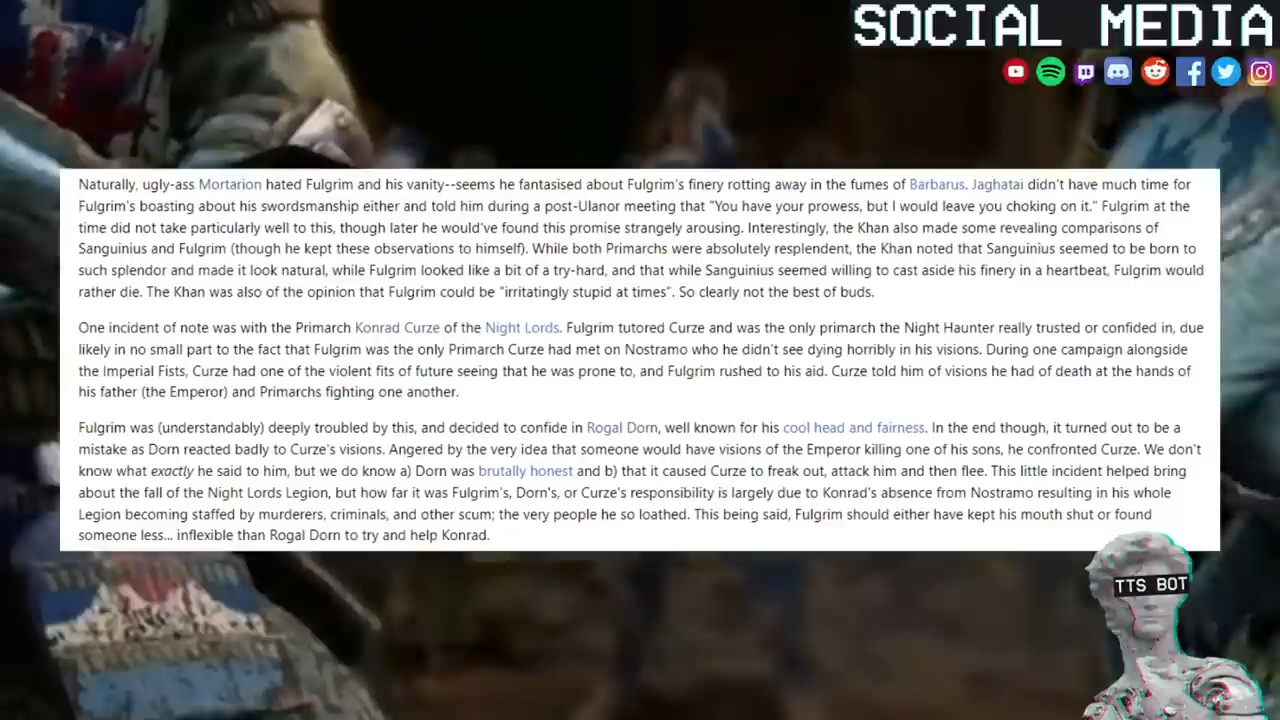 SOCIAL MEDIA
Naturally, ugly-ass Mortarion hated Fulgrim and his vanity--seems he fantasised about Fulgrim's finery rotting away in the fumes of Barbarus. Jaghatai didn't have much time for
Fulgrim's boasting about his swordsmanship either and told him during a post-Ulanor meeting that "You have your prowess, but I would leave you choking on it." Fulgrim at the
time did not take particularly well to this, though later he would've found this promise strangely arousing. Interestingly, the Khan also made some revealing comparisons of
Sanguinius and Fulgrim (though he kept these observations to himself). While both Primarchs were absolutely resplendent, the Khan noted that Sanguinius seemed to be born to
such splendor and made it look natural, while Fulgrim looked like a bit of a try-hard, and that while Sanguinius seemed willing to cast aside his finery in a heartbeat, Fulgrim would
rather die. The Khan was also of the opinion that Fulgrim could be "irritatingly stupid at times". So clearly not the best of buds.
One incident of note was with the Primarch Konrad Curze of the Night Lords. Fulgrim tutored Curze and was the only primarch the Night Haunter really trusted or confided in, due
likely in no small part to the fact that Fulgrim was the only Primarch Curze had met on Nostramo who he didn't see dying horribly in his visions. During one campaign alongside
the Imperial Fists, Curze had one of the violent fits of future seeing that he was prone to, and Fulgrim rushed to his aid. Curze told him of visions he had of death at the hands of
his father (the Emperor) and Primarchs fighting one another.
Fulgrim was (understandably) deeply troubled by this, and decided to confide in Rogal Dorn, well known for his cool head and fairness. In the end though, it turned out to be a
mistake as Dorn reacted badly to Curze's visions. Angered by the very idea that someone would have visions of the Emperor killing one of his sons, he confronted Curze. We don't
know what exactly he said to him, but we do know a) Dorn was brutally honest and b) that it caused Curze to freak out, attack him and then flee. This little incident helped bring
about the fall of the Night Lords Legion, but how far it was Fulgrim's, Dorn's, or Curze's responsibility is largely due to Konrad's absence from Nostramo resulting in his whole
Legion becoming staffed by murderers, criminals, and other scum; the very people he so loathed. This being said, Fulgrim should either have kept his mouth shut or found
someone less... inflexible than Rogal Dorn to try and help Konrad.
TTS BOT